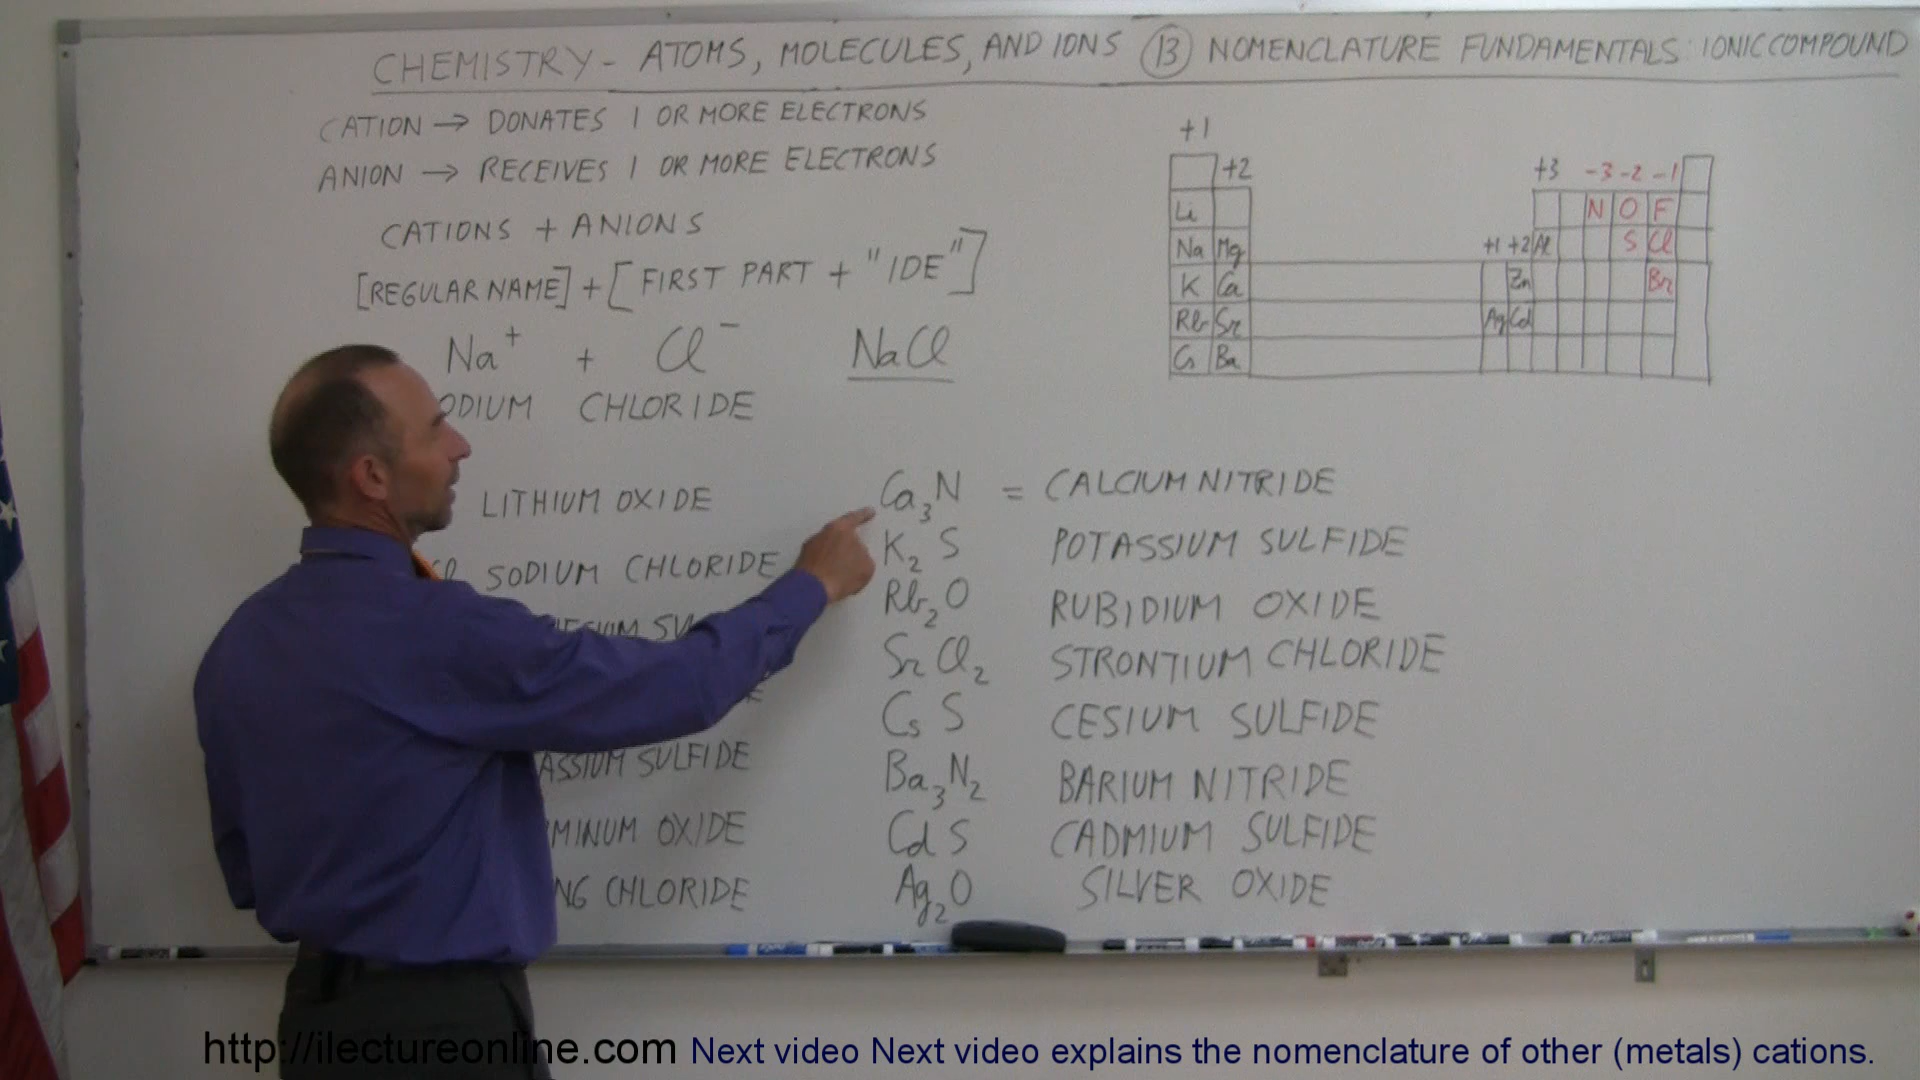 CHEMISTRY - ATOMS, MOLECULES, AND IONS 13 NOMENCLATURE FUNDAMENTALS: IONIC COMPOUND
CATION → DONATES 1 OR MORE ELECTRONS
ANION → RECEIVES 1 OR MORE ELECTRONS
CATIONS + ANIONS
[REGULAR NAME] + [FIRST PART + "IDE"]
Na⁺ + Cl⁻ NaCl
ODIUM CHLORIDE
LITHIUM OXIDE
SODIUM CHLORIDE
ASSIUM SULFIDE
MINUM OXIDE
CHLORIDE
+1
+2 +3 -3 -2 -1
Li N O F
Na Mg +1 +2 Al S Cl
K Ca Zn Br
Rb Sr Ag Cd
Cs Ba
Ca₃N = CALCIUM NITRIDE
K₂ S POTASSIUM SULFIDE
Rb₂O RUBIDIUM OXIDE
SrCl₂ STRONTIUM CHLORIDE
Cs S CESIUM SULFIDE
Ba₃N₂ BARIUM NITRIDE
CdS CADMIUM SULFIDE
Ag₂O SILVER OXIDE
http://ilectureonline.com Next video Next video explains the nomenclature of other (metals) cations.